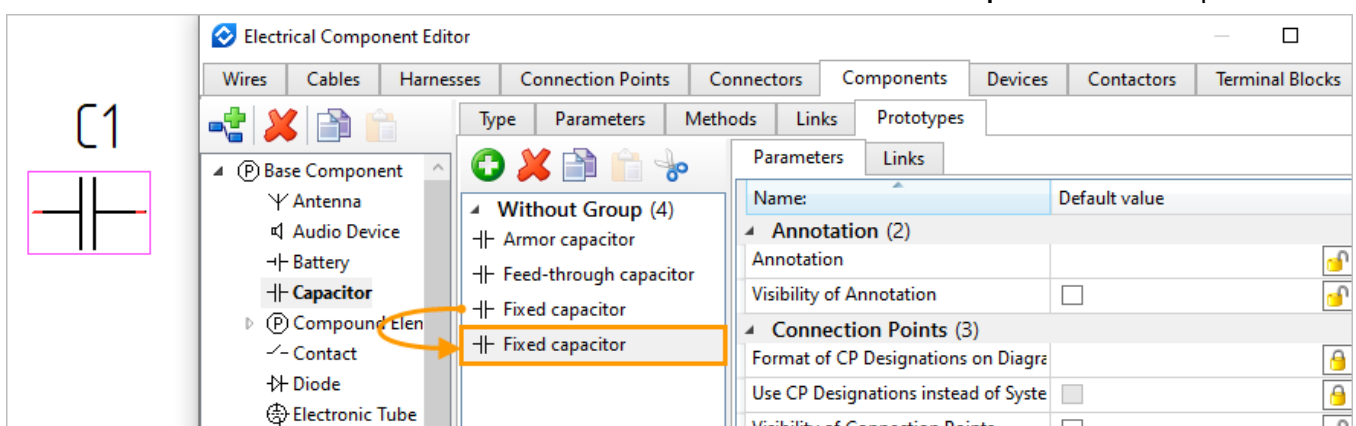 Electrical Component Editor
Wires Cables Harnesses Connection Points Connectors Components Devices Contactors Terminal Blocks
C1
Type Parameters Methods Links Prototypes
Parameters Links
Base Component
Antenna
Audio Device
Battery
Capacitor
Compound Elen
Contact
Diode
Electronic Tube
Without Group (4)
Armor capacitor
Feed-through capacitor
Fixed capacitor
Fixed capacitor
Name: Default value
Annotation (2)
Annotation
Visibility of Annotation
Connection Points (3)
Format of CP Designations on Diagra
Use CP Designations instead of Syste